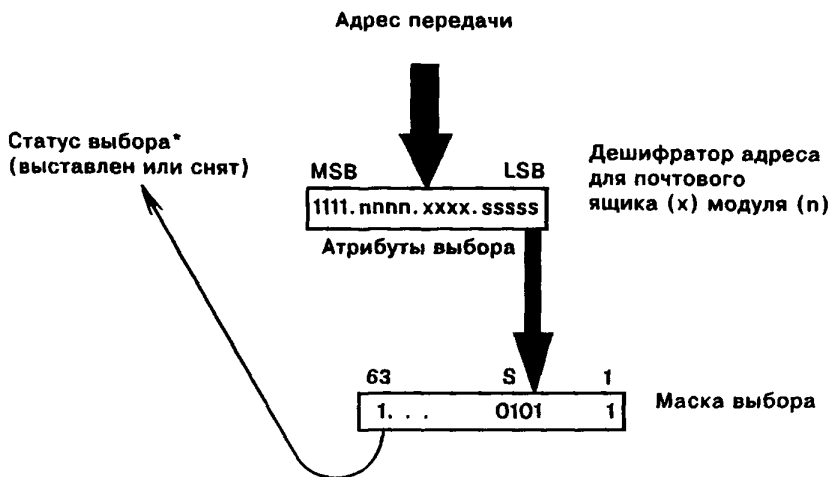 Адрес передачи
Статус выбора*
(выставлен или снят)
MSB LSB
1111.nnnn.xxxx.sssss
Атрибуты выбора
Дешифратор адреса
для почтового
ящика (x) модуля (n)
63 S 1
1. . . 0101 1
Маска выбора